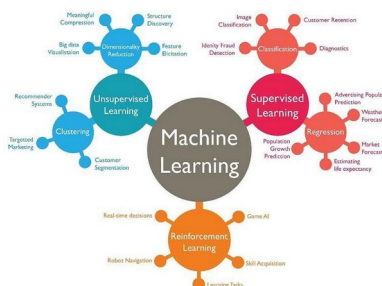 Meaningful
Compression
Structure
Discovery
Big data
Visualistaion
Dimensionality
Reduction
Feature
Elicitation
Image
Classification
Customer Retention
Idenity Fraud
Detection
Classification
Diagnostics
Recommender
Systems
Unsupervised
Learning
Supervised
Learning
Advertising Popula
Prediction
Weathe
Forecas
Clustering
Targetted
Marketing
Customer
Segmentation
Machine
Learning
Population
Growth
Prediction
Regression
Market
Forecas
Estimating
life expectancy
Real-time decisions
Game AI
Reinforcement
Learning
Robot Navigation
Skill Acquisition
Learning Tasks